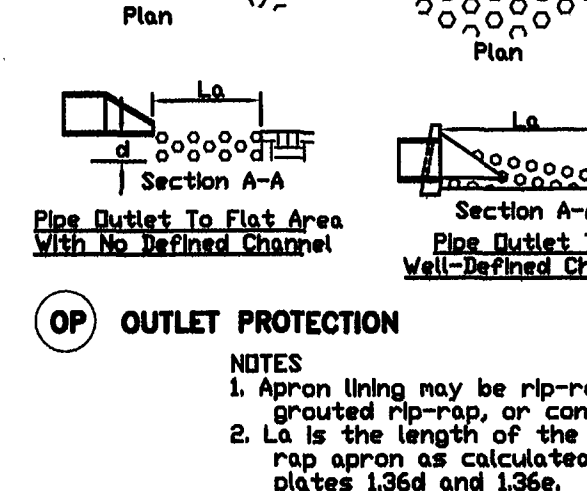 Plan
Plan
La
d
Section A-A
Pipe Outlet To Flat Area
With No Defined Channel
La
Section A-
Pipe Outlet
Well-Defined Ch
OP OUTLET PROTECTION
NOTES
1. Apron lining may be rip-r
grouted rip-rap, or con
2. La is the length of the
rap apron as calculated
plates 1.36d and 1.36e.